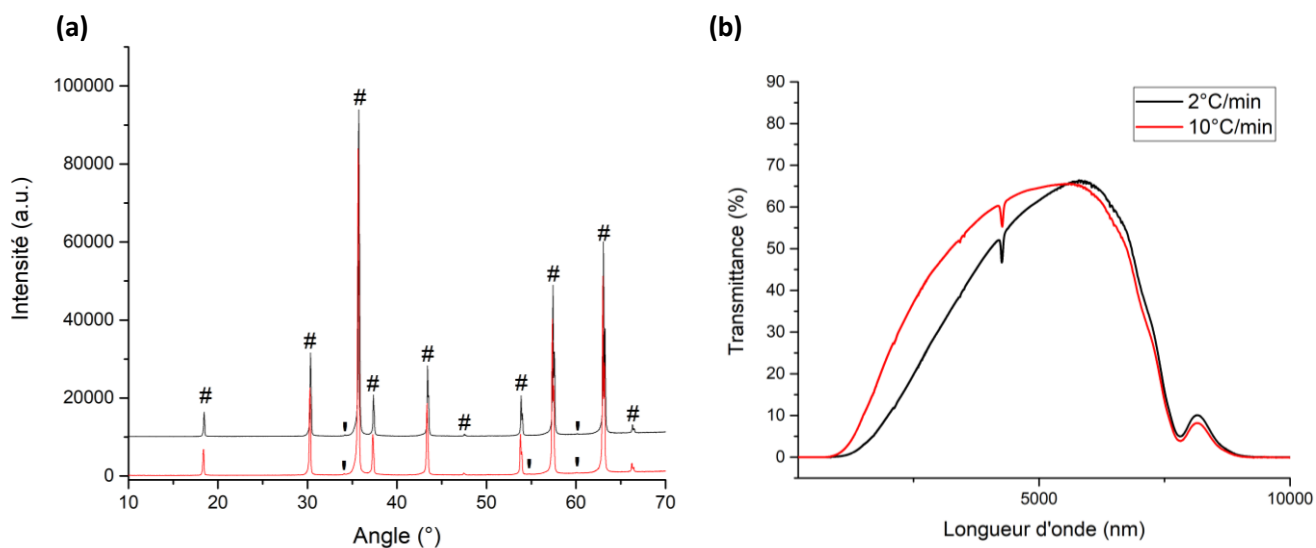 (a)
(b)
Intensité (a.u.)
100000
80000
60000
40000
20000
0
# # # # # # # # # #
10 20 30 40 50 60 70
Angle (°)
Transmittance (%)
90
80
70
60
50
40
30
20
10
0
2°C/min
10°C/min
5000 10000
Longueur d'onde (nm)